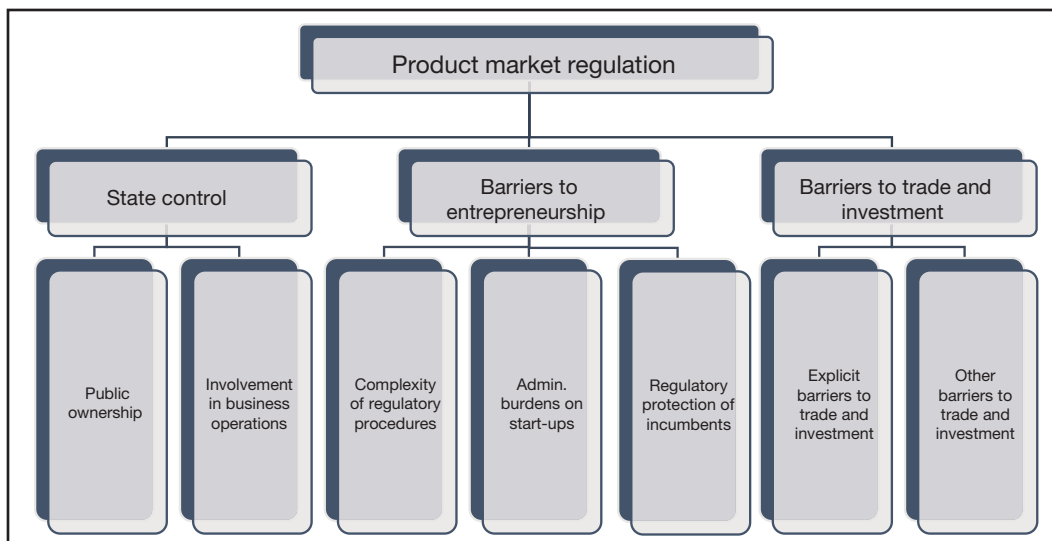 Product market regulation
State control
Barriers to
entrepreneurship
Barriers to trade and
investment
Public
ownership
Involvement
in business
operations
Complexity
of regulatory
procedures
Admin.
burdens on
start-ups
Regulatory
protection of
incumbents
Explicit
barriers to
trade and
investment
Other
barriers to
trade and
investment